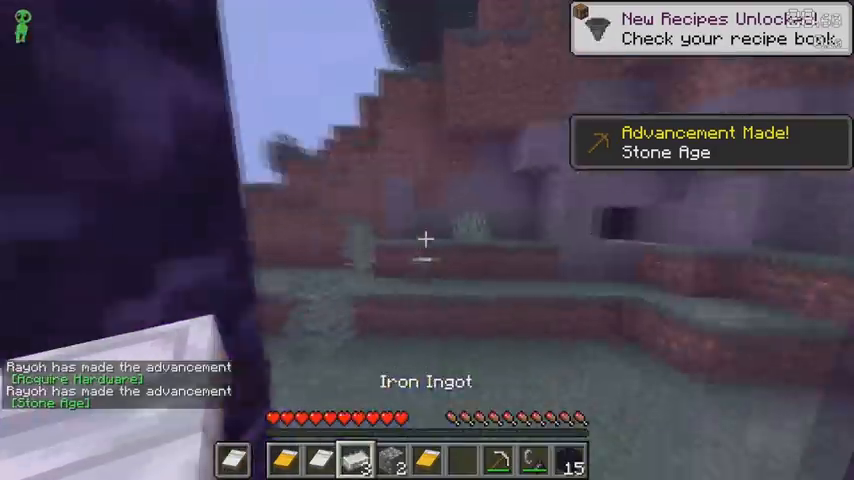 New Recipes Unlocked!
Check your recipe book
Advancement Made!
Stone Age
Rayoh has made the advancement
[Acquire Hardware]
Rayoh has made the advancement
[Stone Age]
Iron Ingot
3
2
15